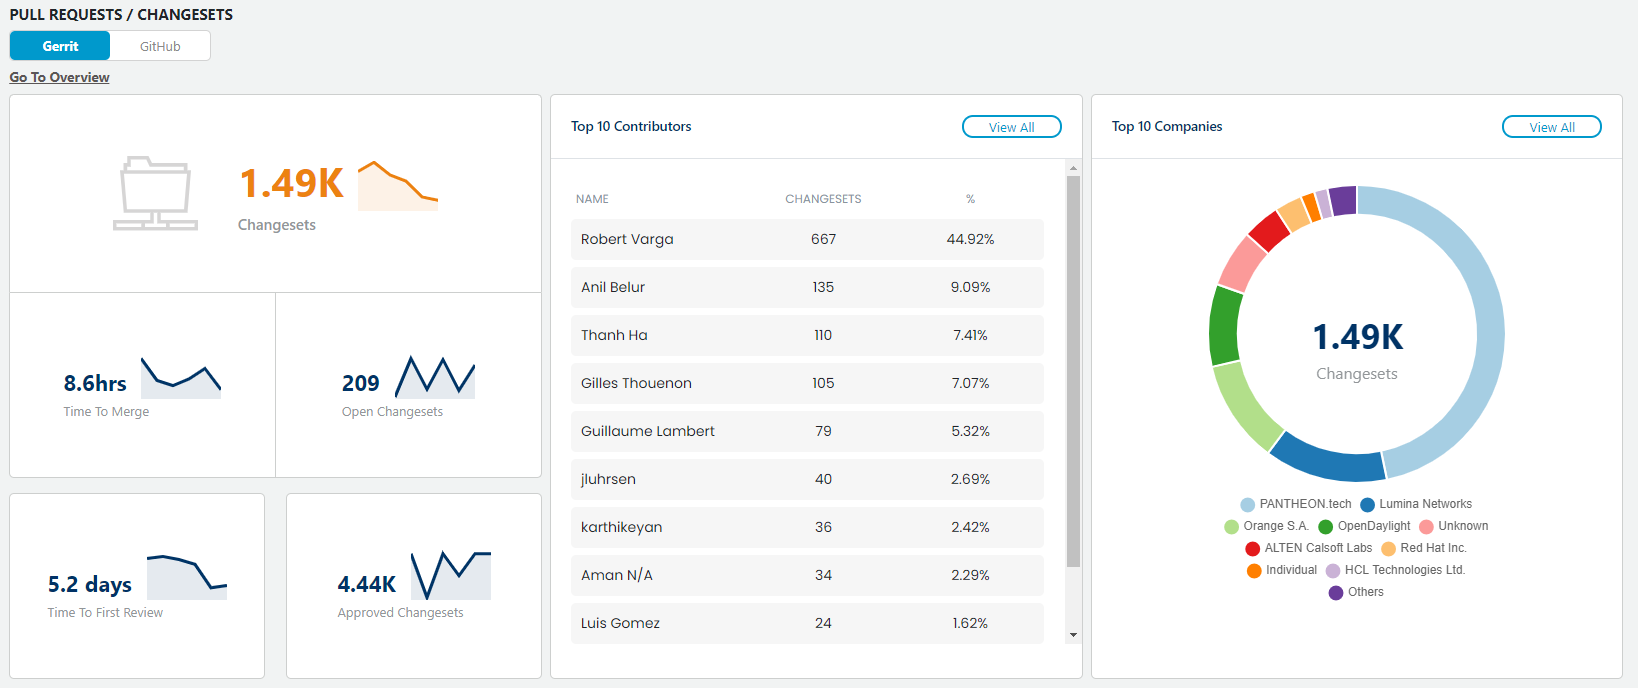 PULL REQUESTS / CHANGESETS
Gerrit GitHub
Go To Overview
1.49K
Changesets
8.6hrs
Time To Merge
209
Open Changesets
5.2 days
Time To First Review
4.44K
Approved Changesets
Top 10 Contributors View All
NAME CHANGESETS %
Robert Varga 667 44.92%
Anil Belur 135 9.09%
Thanh Ha 110 7.41%
Gilles Thouenon 105 7.07%
Guillaume Lambert 79 5.32%
jluhrsen 40 2.69%
karthikeyan 36 2.42%
Aman N/A 34 2.29%
Luis Gomez 24 1.62%
Top 10 Companies View All
1.49K
Changesets
PANTHEON.tech Lumina Networks
Orange S.A. OpenDaylight Unknown
ALTEN Calsoft Labs Red Hat Inc.
Individual HCL Technologies Ltd.
Others